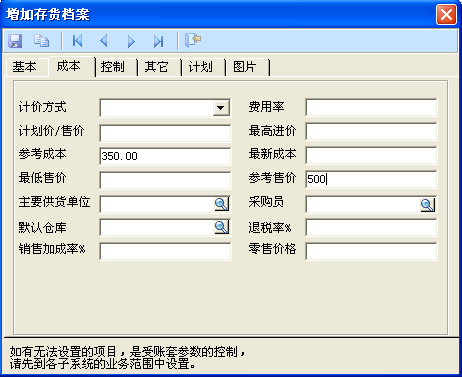 增加存货档案
基本 成本 控制 其它 计划 图片
计价方式 费用率
计划价/售价 最高进价
参考成本 350.00 最新成本
最低售价 参考售价 500
主要供货单位 采购员
默认仓库 退税率%
销售加成率% 零售价格
如有无法设置的项目，是受账套参数的控制，
请先到各子系统的业务范围中设置。